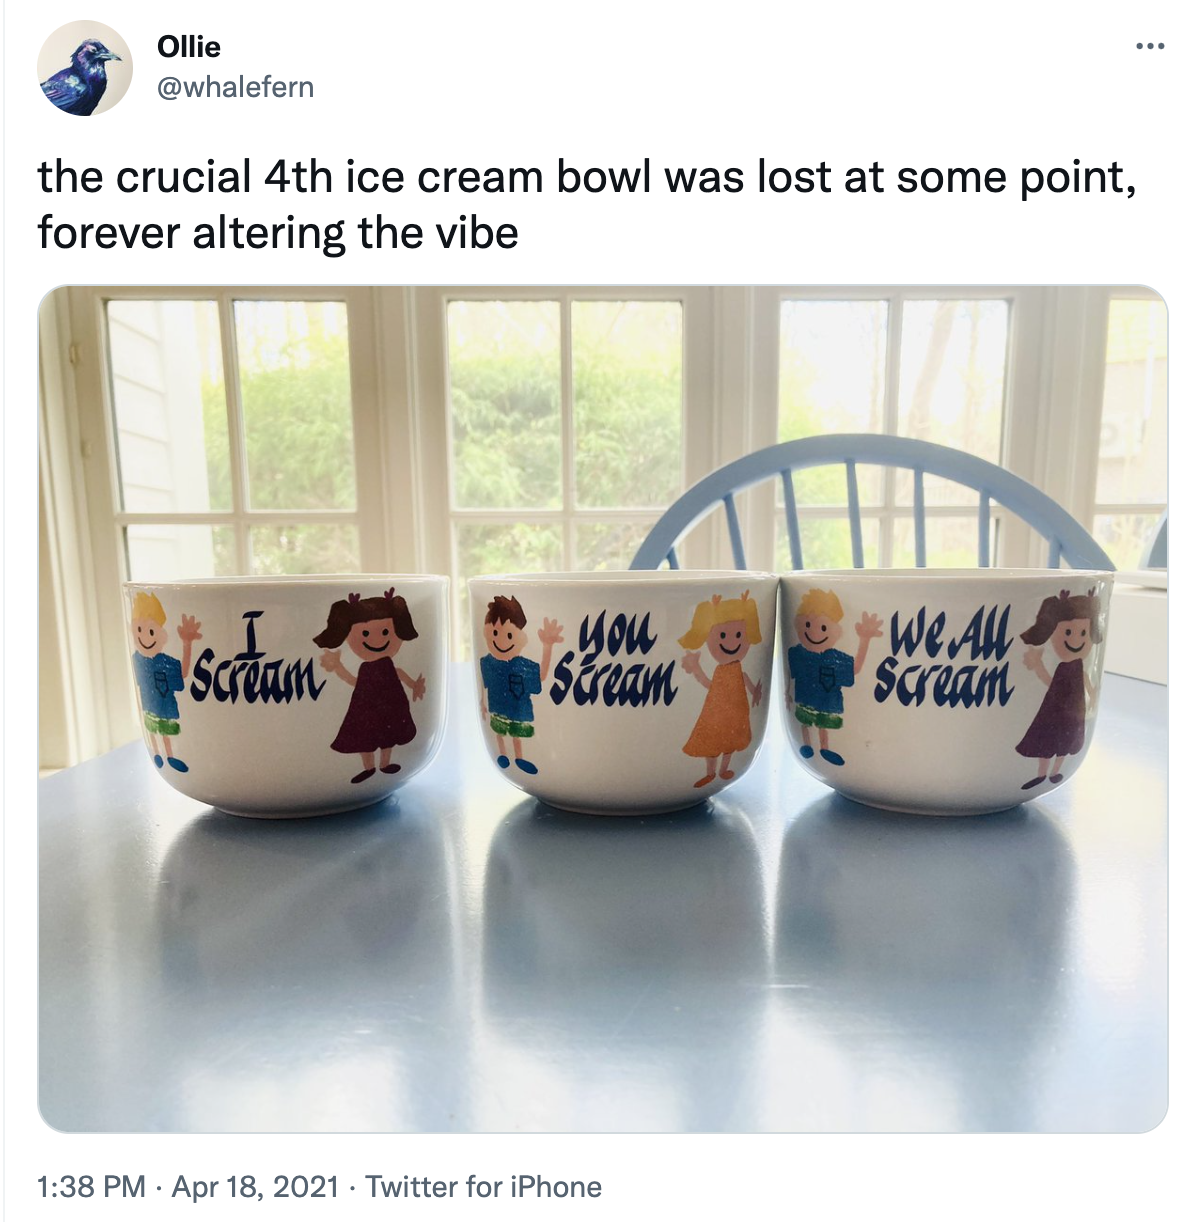 Ollie
@whalefern
the crucial 4th ice cream bowl was lost at some point,
forever altering the vibe
I
Scream
you
Scream
We All
Scream
1:38 PM · Apr 18, 2021 · Twitter for iPhone